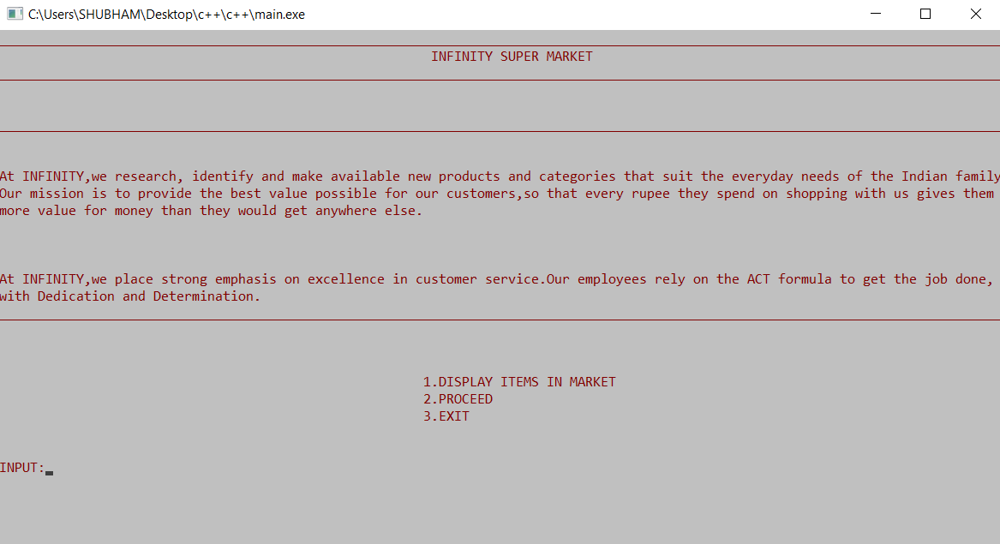 C:\Users\SHUBHAM\Desktop\c++\c++\main.exe
INFINITY SUPER MARKET
At INFINITY,we research, identify and make available new products and categories that suit the everyday needs of the Indian family
Our mission is to provide the best value possible for our customers,so that every rupee they spend on shopping with us gives them
more value for money than they would get anywhere else.
At INFINITY,we place strong emphasis on excellence in customer service.Our employees rely on the ACT formula to get the job done,
with Dedication and Determination.
1.DISPLAY ITEMS IN MARKET
2.PROCEED
3.EXIT
INPUT: